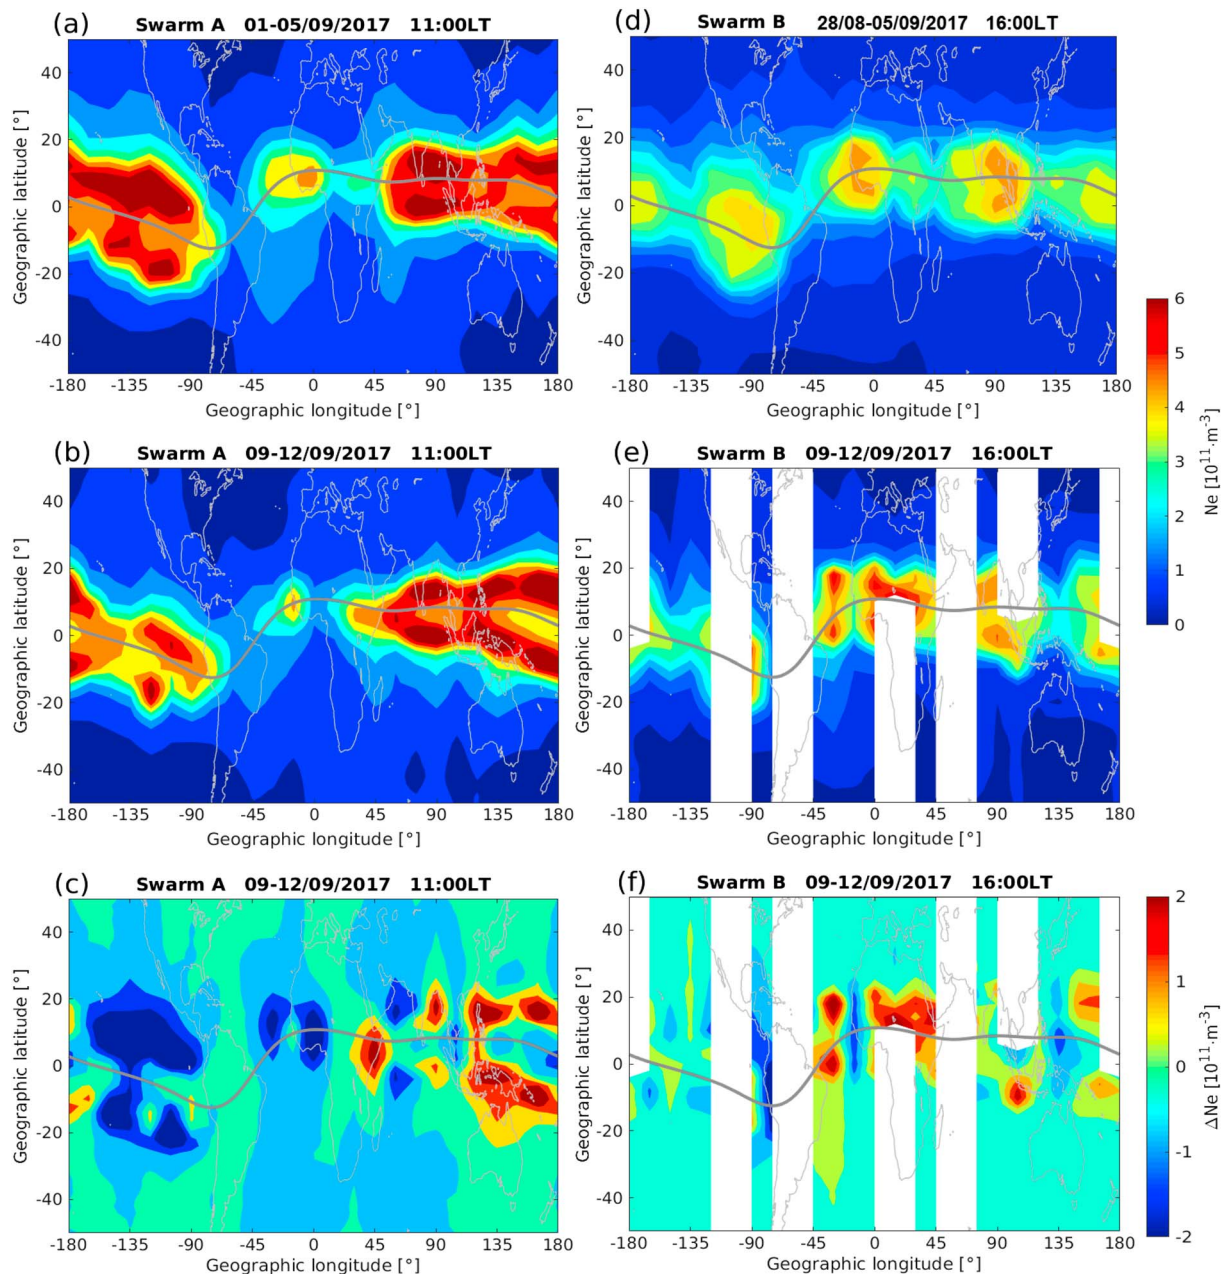 (a) Swarm A 01-05/09/2017 11:00LT
Geographic latitude [°]
40
20
0
-20
-40
-180 -135 -90 -45 0 45 90 135 180
Geographic longitude [°]
(d) Swarm B 28/08-05/09/2017 16:00LT
Geographic latitude [°]
40
20
0
-20
-40
-180 -135 -90 -45 0 45 90 135 180
Geographic longitude [°]
(b) Swarm A 09-12/09/2017 11:00LT
Geographic latitude [°]
40
20
0
-20
-40
-180 -135 -90 -45 0 45 90 135 180
Geographic longitude [°]
(e) Swarm B 09-12/09/2017 16:00LT
Geographic latitude [°]
40
20
0
-20
-40
-180 -135 -90 -45 0 45 90 135 180
Geographic longitude [°]
6
5
4
3
2
1
0
Ne [10¹¹·m⁻³]
(c) Swarm A 09-12/09/2017 11:00LT
Geographic latitude [°]
40
20
0
-20
-40
-180 -135 -90 -45 0 45 90 135 180
Geographic longitude [°]
(f) Swarm B 09-12/09/2017 16:00LT
Geographic latitude [°]
40
20
0
-20
-40
-180 -135 -90 -45 0 45 90 135 180
Geographic longitude [°]
2
1
0
-1
-2
ΔNe [10¹¹·m⁻³]